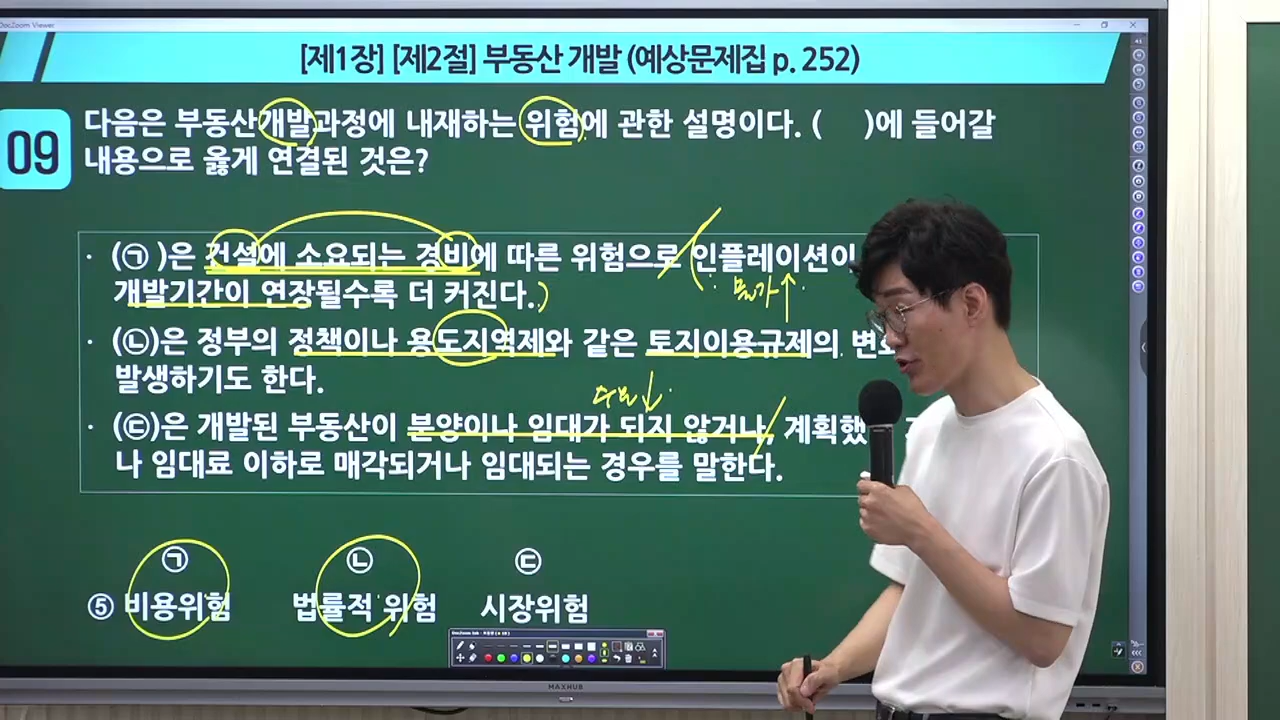 DocZoom Viewer
[제1장] [제2절] 부동산 개발 (예상문제집 p. 252)
09
다음은 부동산개발과정에 내재하는 위험에 관한 설명이다. ( )에 들어갈
내용으로 옳게 연결된 것은?
· (㉠ )은 건설에 소요되는 경비에 따른 위험으로 인플레이션이
개발기간이 연장될수록 더 커진다.
물가↑
· (㉡)은 정부의 정책이나 용도지역제와 같은 토지이용규제의 변화
발생하기도 한다.
수요↓
· (㉢)은 개발된 부동산이 분양이나 임대가 되지 않거나, 계획했
나 임대료 이하로 매각되거나 임대되는 경우를 말한다.
㉠ ㉡ ㉢
⑤ 비용위험 법률적 위험 시장위험
MAXHUB